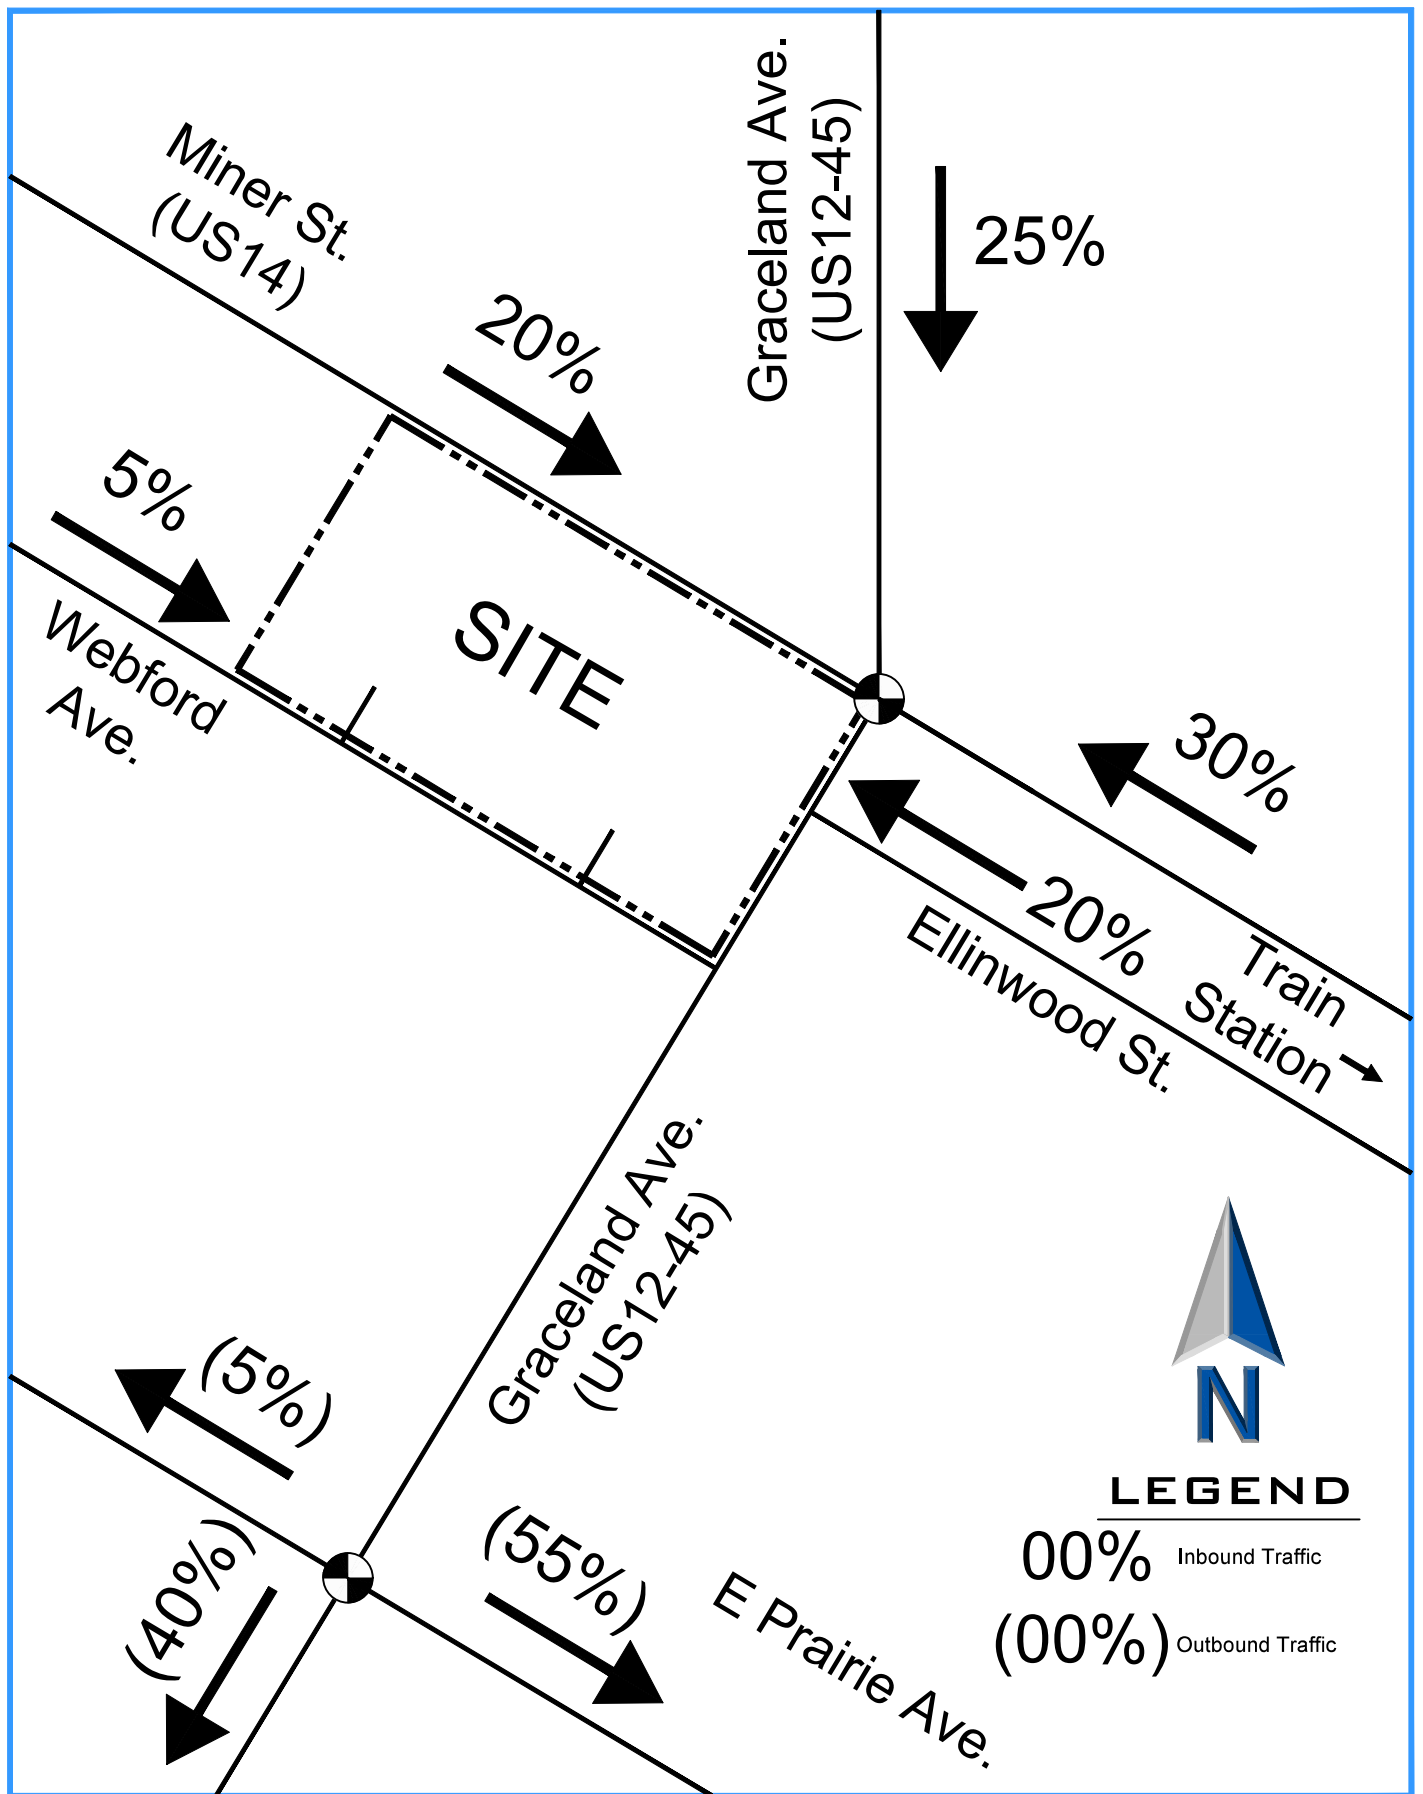 Graceland Ave.
(US12-45)
25%
Miner St.
(US14)
20%
5%
Webford
Ave.
SITE
30%
20%
Ellinwood St.
Train
Station
Graceland Ave.
(US12-45)
(5%)
(40%)
(55%)
E Prairie Ave.
N
LEGEND
00% Inbound Traffic
(00%) Outbound Traffic